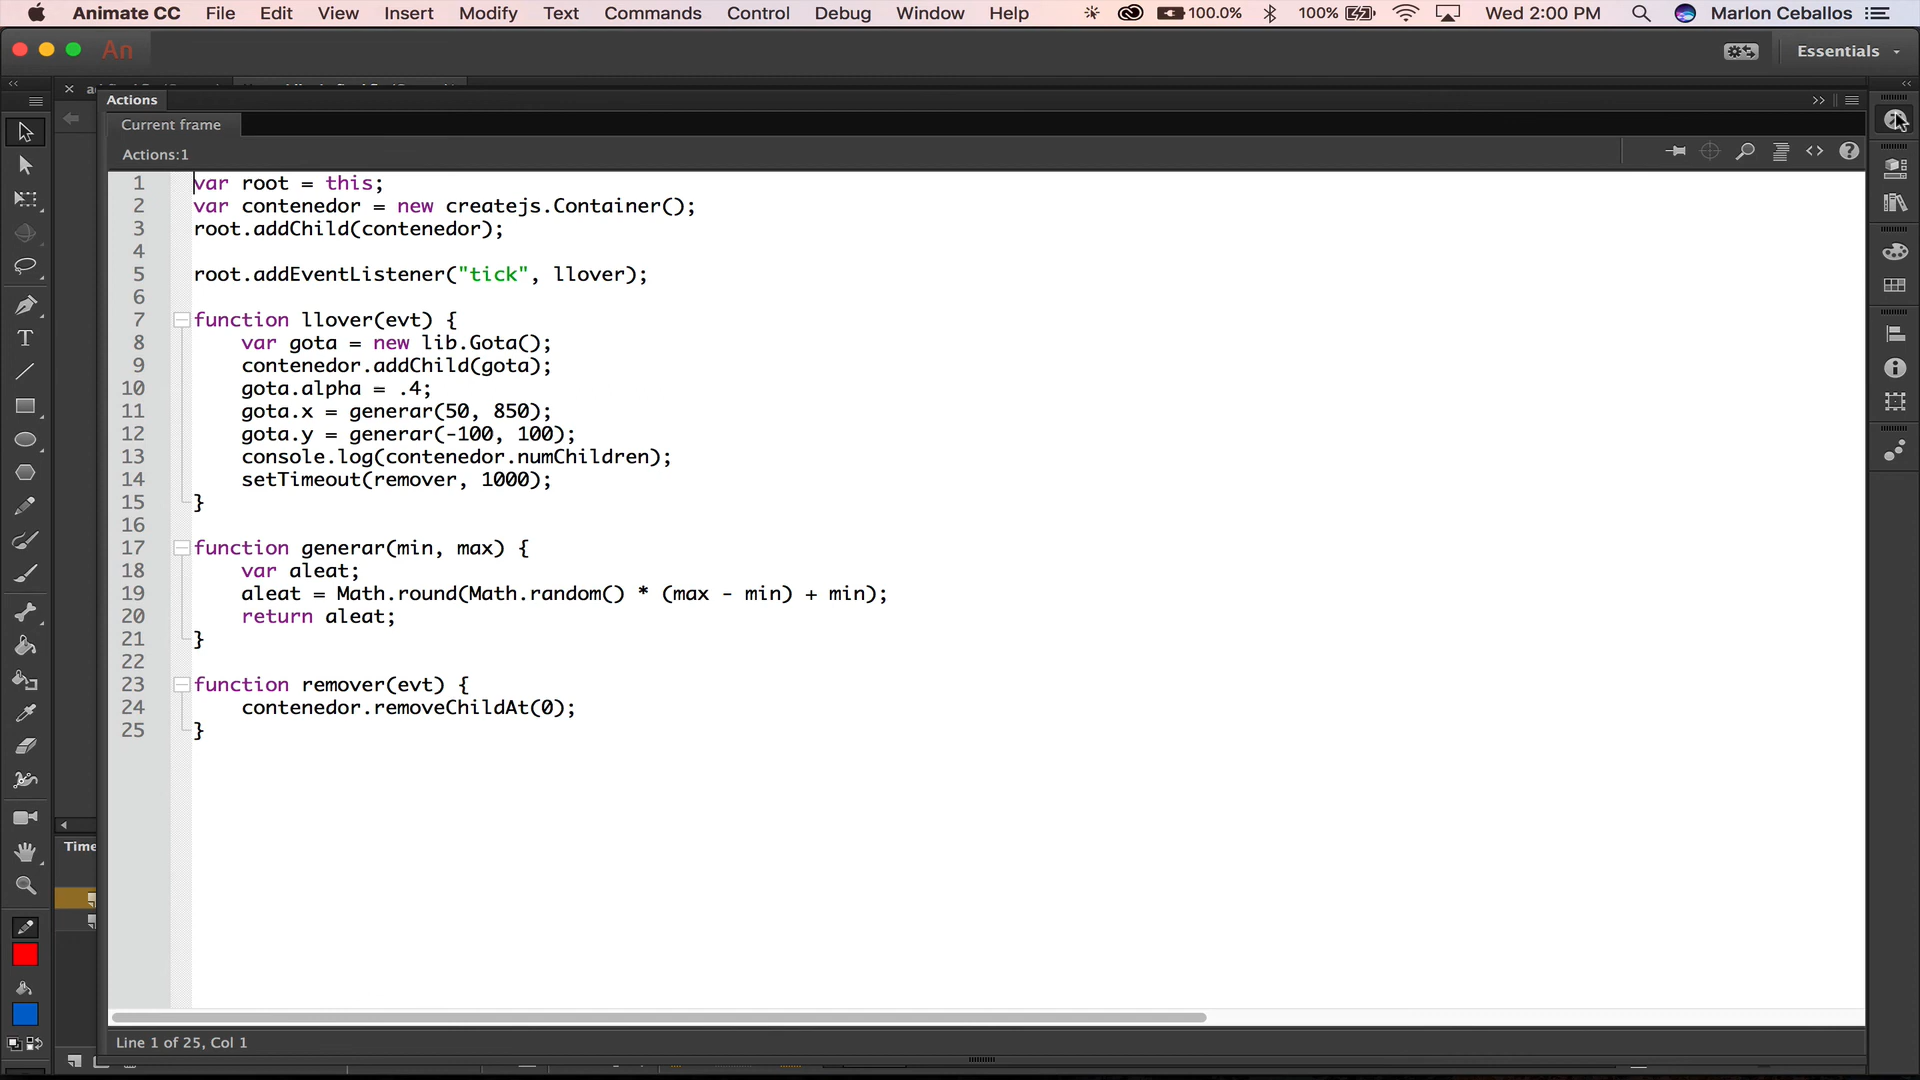 Animate CC File Edit View Insert Modify Text Commands Control Debug Window Help 100.0% 100% Wed 2:00 PM Marlon Ceballos
An Essentials
Actions
Current frame
Actions:1
1 var root = this;
2 var contenedor = new createjs.Container();
3 root.addChild(contenedor);
4
5 root.addEventListener("tick", llover);
6
7 function llover(evt) {
8 var gota = new lib.Gota();
9 contenedor.addChild(gota);
10 gota.alpha = .4;
11 gota.x = generar(50, 850);
12 gota.y = generar(-100, 100);
13 console.log(contenedor.numChildren);
14 setTimeout(remover, 1000);
15 }
16
17 function generar(min, max) {
18 var aleat;
19 aleat = Math.round(Math.random() * (max - min) + min);
20 return aleat;
21 }
22
23 function remover(evt) {
24 contenedor.removeChildAt(0);
25 }
Time
Line 1 of 25, Col 1